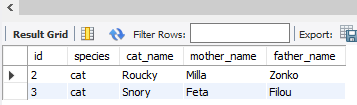 Result Grid Filter Rows: Export:
id species cat_name mother_name father_name
2 cat Roucky Milla Zonko
3 cat Snory Feta Filou